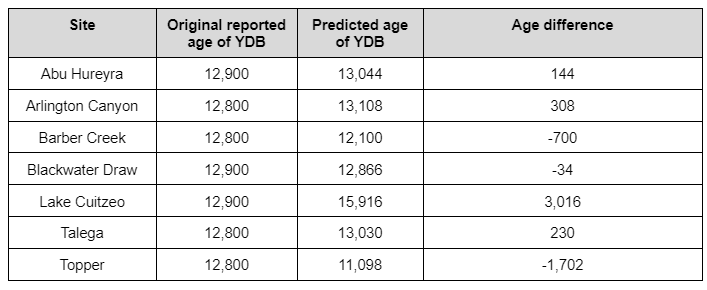 Site Original reported age of YDB Predicted age of YDB Age difference
Abu Hureyra 12,900 13,044 144
Arlington Canyon 12,800 13,108 308
Barber Creek 12,800 12,100 -700
Blackwater Draw 12,900 12,866 -34
Lake Cuitzeo 12,900 15,916 3,016
Talega 12,800 13,030 230
Topper 12,800 11,098 -1,702